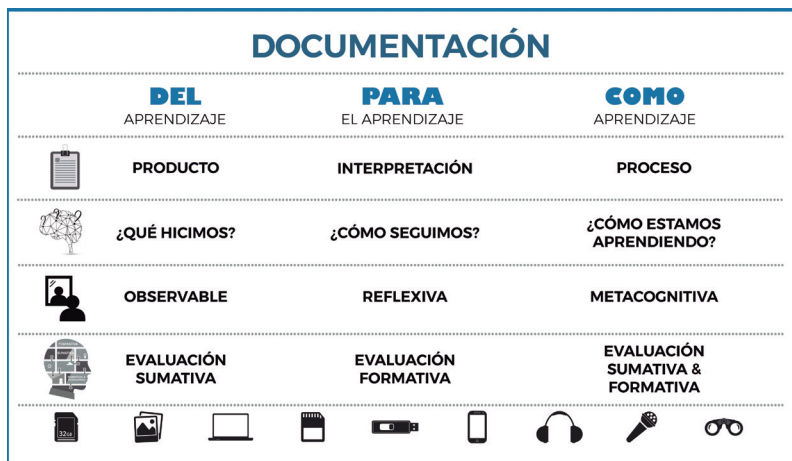 DOCUMENTACIÓN
DEL PARA COMO
APRENDIZAJE EL APRENDIZAJE APRENDIZAJE
PRODUCTO INTERPRETACIÓN PROCESO
¿QUÉ HICIMOS? ¿CÓMO SEGUIMOS? ¿CÓMO ESTAMOS
APRENDIENDO?
OBSERVABLE REFLEXIVA METACOGNITIVA
EVALUACIÓN
SUMATIVA
EVALUACIÓN
FORMATIVA
EVALUACIÓN
SUMATIVA &
FORMATIVA
32GB